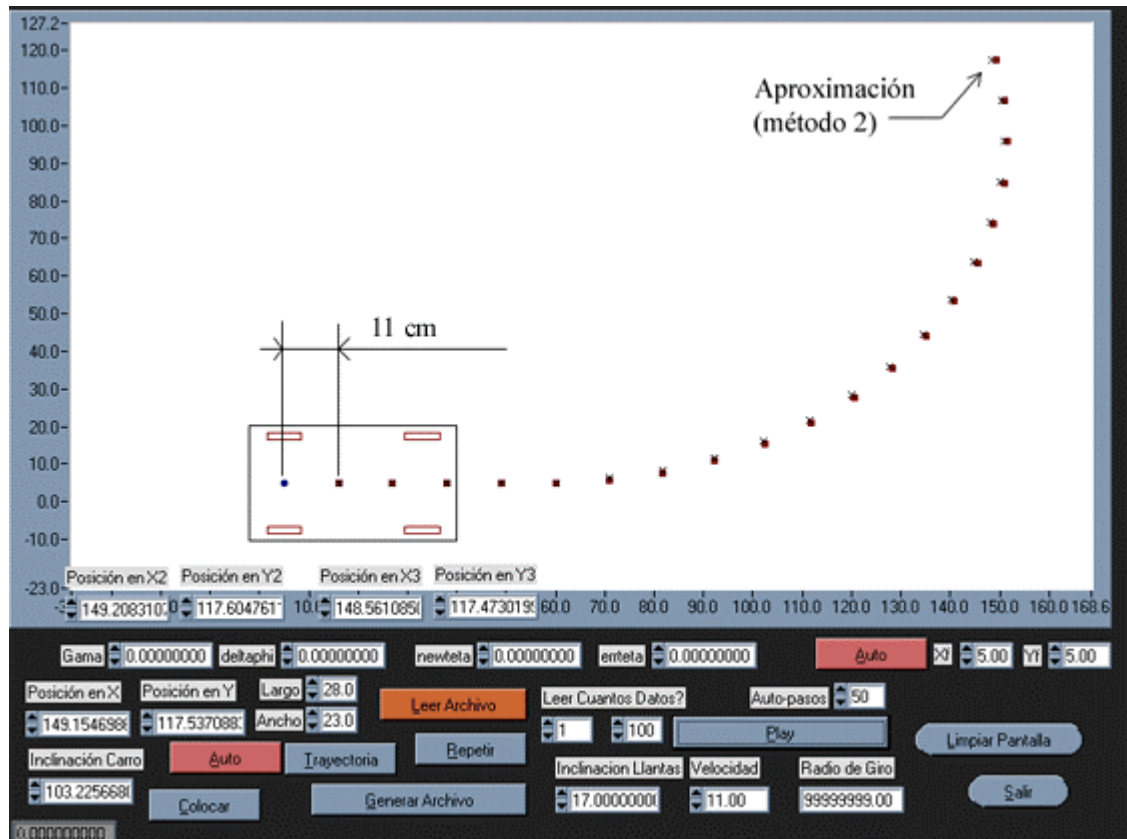 127.2-
120.0-
110.0-
100.0-
90.0-
80.0-
70.0-
60.0-
50.0-
40.0-
30.0-
20.0-
10.0-
0.0-
-10.0-
-23.0-
Aproximación
(método 2)
11 cm
Posición en X2 Posición en Y2 Posición en X3 Posición en Y3
117.604761 148.5610850 117.4730199
60.0 70.0 80.0 90.0 100.0 110.0 120.0 130.0 140.0 150.0 160.0 168.6
Gama 0.00000000 deltaphi 0.00000000 newteta 0.00000000 errteta 0.00000000 Auto Xf 5.00 Yf 5.00
Posición en X Posición en Y Largo 28.0 Leer Archivo Leer Cuantos Datos? Auto-pasos 50
149.1546986 117.537088 Ancho 23.0 1 100 Play
Inclinación Carro Auto Trayectoria Repetir Inclinacion Llantas Velocidad Radio de Giro Limpiar Pantalla
103.2256680 Colocar Generar Archivo 17.0000000 11.00 99999999.00 Salir
0.000000000